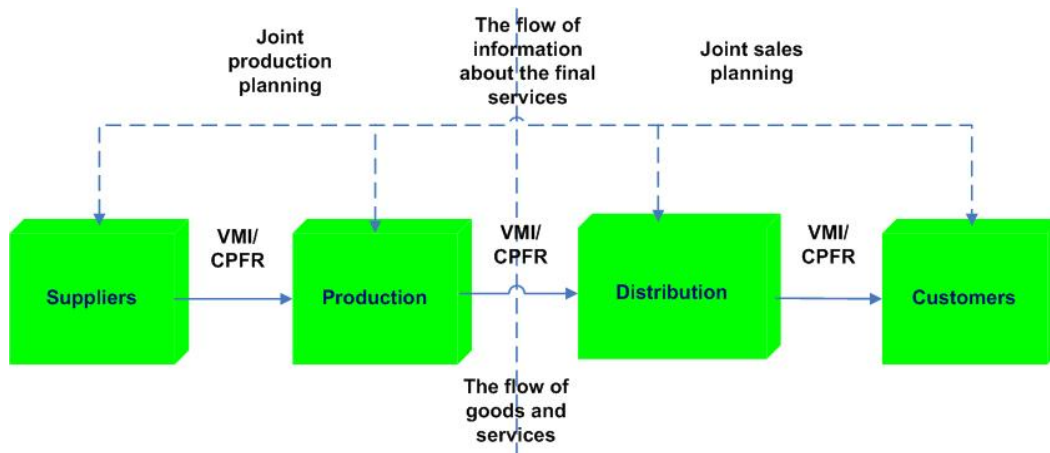 Joint
production
planning
The flow of
information
about the final
services
Joint sales
planning
VMI/
CPFR
VMI/
CPFR
VMI/
CPFR
Suppliers
Production
Distribution
Customers
The flow of
goods and
services